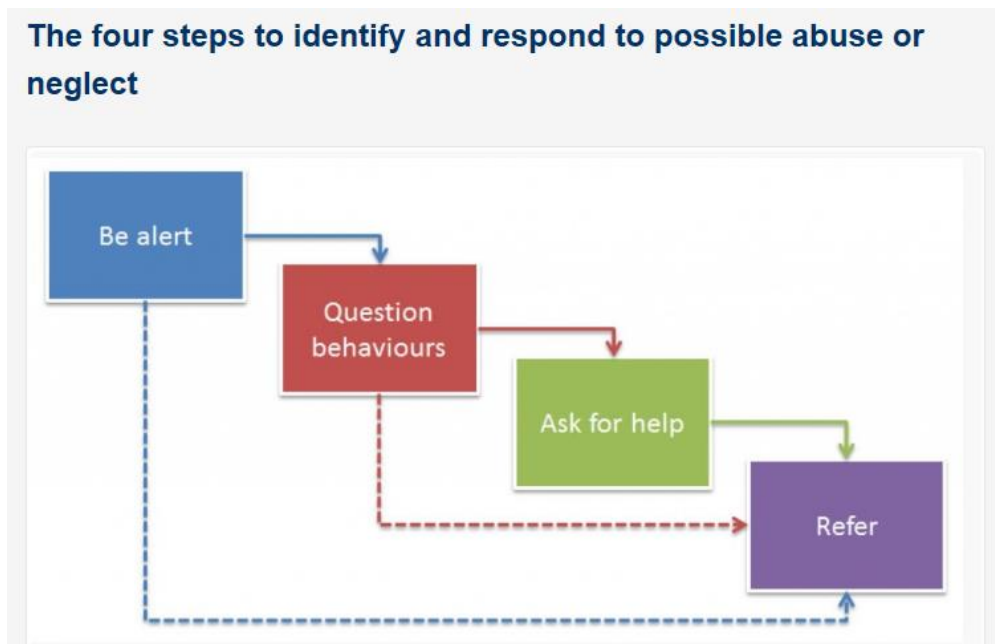 The four steps to identify and respond to possible abuse or
neglect
Be alert
Question
behaviours
Ask for help
Refer